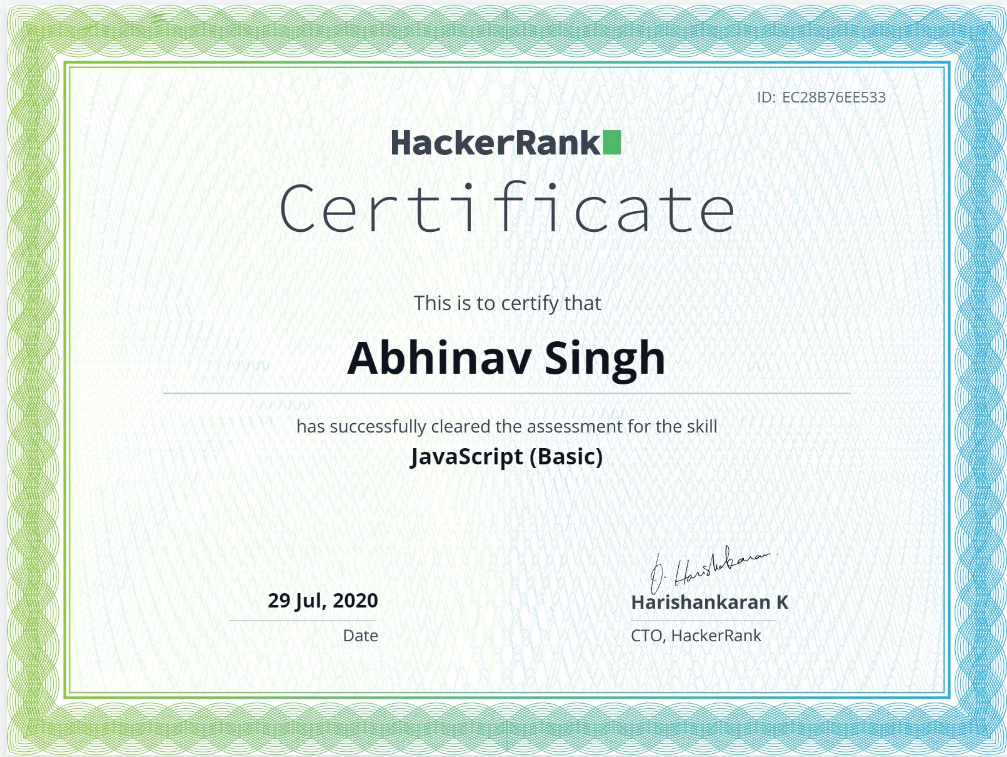 ID: EC28B76EE533
HackerRank
Certificate
This is to certify that
Abhinav Singh
has successfully cleared the assessment for the skill
JavaScript (Basic)
29 Jul, 2020
Date
Harishankaran K
CTO, HackerRank